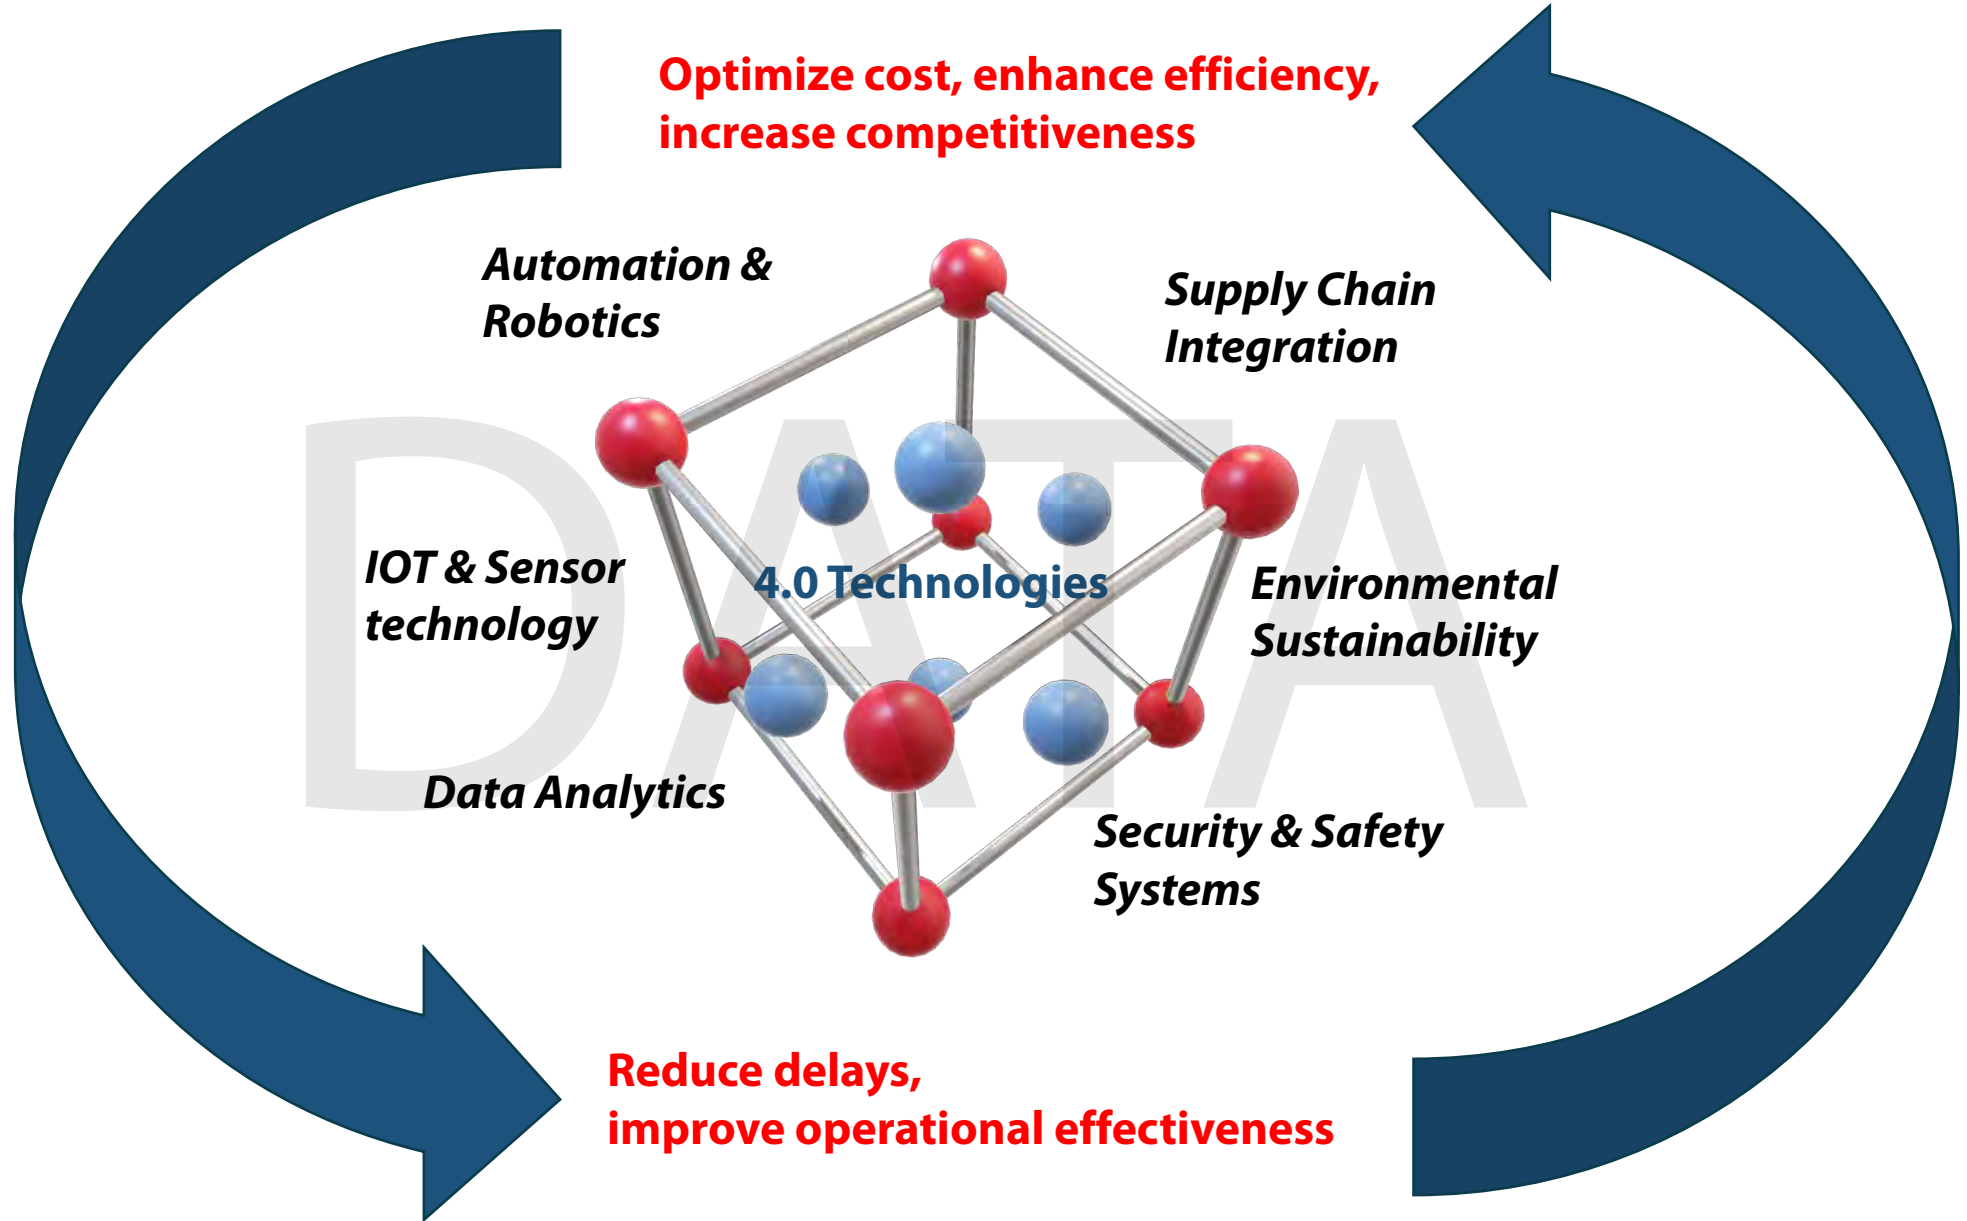 Optimize cost, enhance efficiency,
increase competitiveness
Automation &
Robotics
Supply Chain
Integration
DATA
IOT & Sensor
technology
4.0 Technologies
Environmental
Sustainability
Data Analytics
Security & Safety
Systems
Reduce delays,
improve operational effectiveness